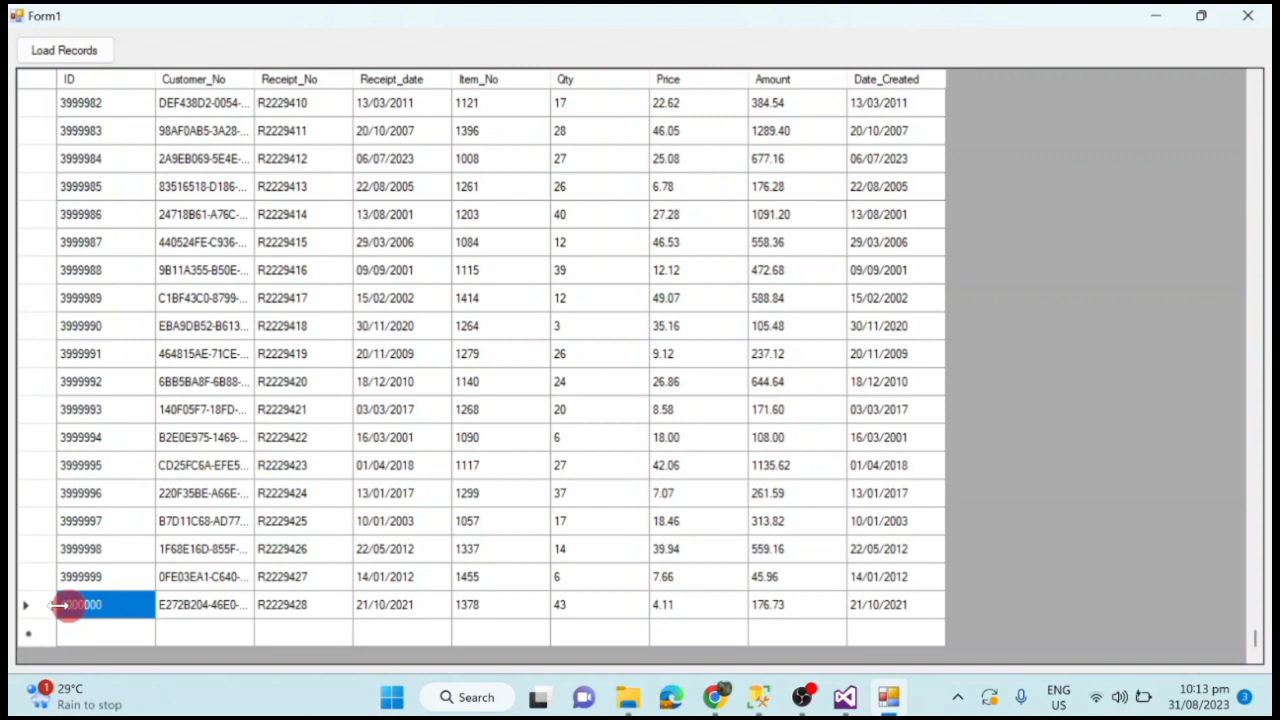 Form1
Load Records
ID Customer_No Receipt_No Receipt_date Item_No Qty Price Amount Date_Created
3999982 DEF438D2-0054-... R2229410 13/03/2011 1121 17 22.62 384.54 13/03/2011
3999983 98AF0AB5-3A28-... R2229411 20/10/2007 1396 28 46.05 1289.40 20/10/2007
3999984 2A9EB069-5E4E-... R2229412 06/07/2023 1008 27 25.08 677.16 06/07/2023
3999985 83516518-D186-... R2229413 22/08/2005 1261 26 6.78 176.28 22/08/2005
3999986 24718B61-A76C-... R2229414 13/08/2001 1203 40 27.28 1091.20 13/08/2001
3999987 440524FE-C936-... R2229415 29/03/2006 1084 12 46.53 558.36 29/03/2006
3999988 9B11A355-B50E-... R2229416 09/09/2001 1115 39 12.12 472.68 09/09/2001
3999989 C1BF43C0-8799-... R2229417 15/02/2002 1414 12 49.07 588.84 15/02/2002
3999990 EBA9DB52-B613... R2229418 30/11/2020 1264 3 35.16 105.48 30/11/2020
3999991 464815AE-71CE-... R2229419 20/11/2009 1279 26 9.12 237.12 20/11/2009
3999992 6BB5BA8F-6B88-... R2229420 18/12/2010 1140 24 26.86 644.64 18/12/2010
3999993 140F05F7-18FD-... R2229421 03/03/2017 1268 20 8.58 171.60 03/03/2017
3999994 B2E0E975-1469-... R2229422 16/03/2001 1090 6 18.00 108.00 16/03/2001
3999995 CD25FC6A-EFE5... R2229423 01/04/2018 1117 27 42.06 1135.62 01/04/2018
3999996 220F35BE-A66E-... R2229424 13/01/2017 1299 37 7.07 261.59 13/01/2017
3999997 B7D11C68-AD77... R2229425 10/01/2003 1057 17 18.46 313.82 10/01/2003
3999998 1F68E16D-855F-... R2229426 22/05/2012 1337 14 39.94 559.16 22/05/2012
3999999 0FE03EA1-C640-... R2229427 14/01/2012 1455 6 7.66 45.96 14/01/2012
E272B204-46E0-... R2229428 21/10/2021 1378 43 4.11 176.73 21/10/2021
1 29°C
Rain to stop
Search
ENG
US
10:13 pm
31/08/2023
3